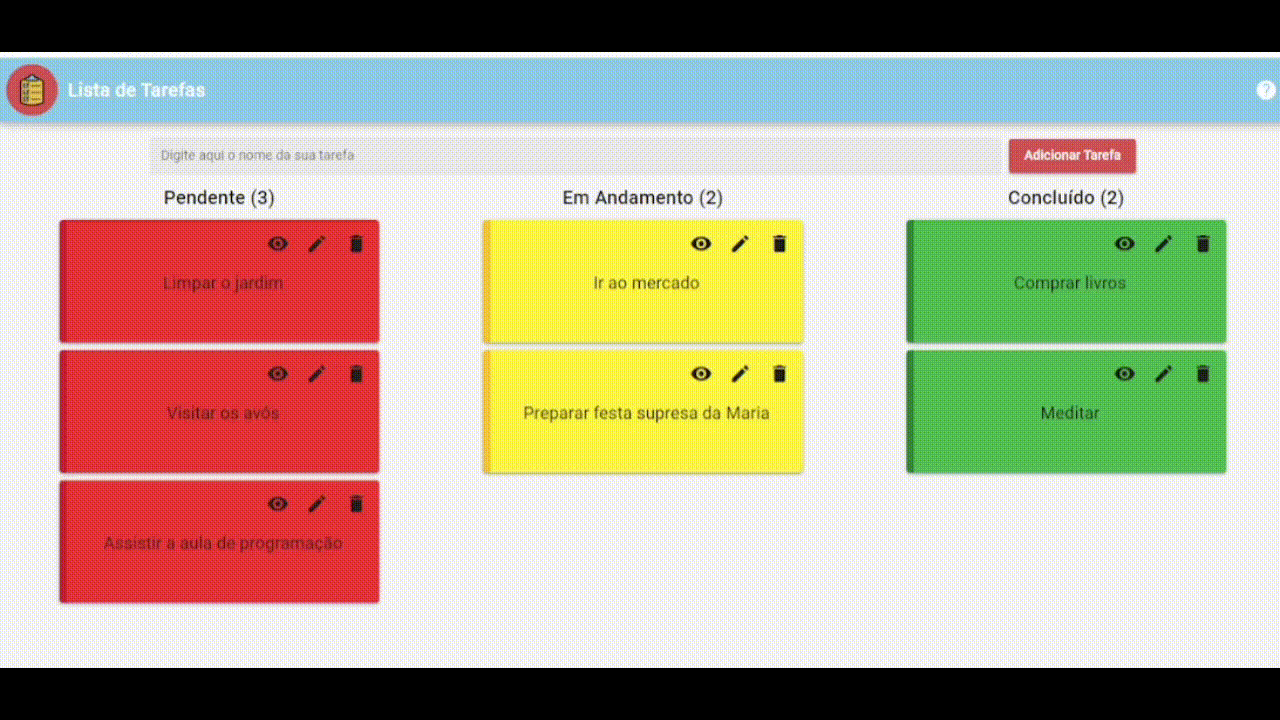 Lista de Tarefas
?
Digite aqui o nome da sua tarefa
Adicionar Tarefa
Pendente (3)
Limpar o jardim
Visitar os avós
Assistir a aula de programação
Em Andamento (2)
Ir ao mercado
Preparar festa supresa da Maria
Concluído (2)
Comprar livros
Meditar